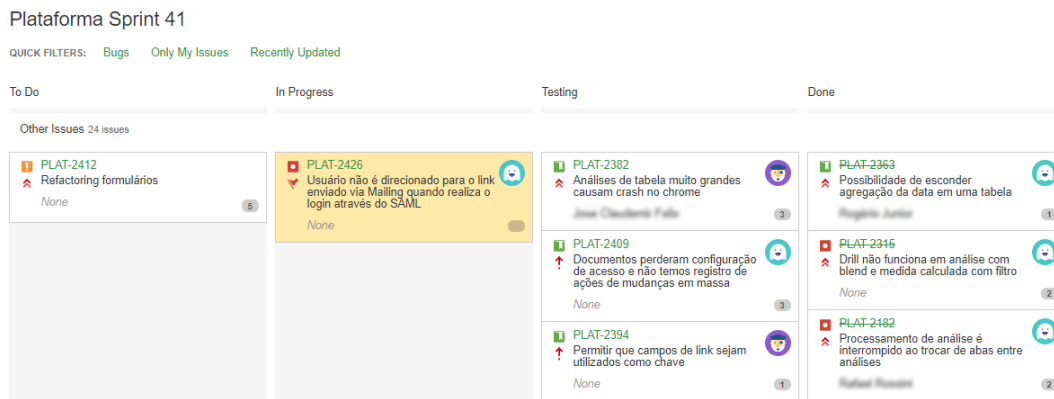 Plataforma Sprint 41
QUICK FILTERS: Bugs Only My Issues Recently Updated
To Do
In Progress
Testing
Done
Other Issues 24 issues
PLAT-2412
Refactoring formulários
None
5
PLAT-2426
Usuário não é direcionado para o link
enviado via Mailing quando realiza o
login através do SAML
None
PLAT-2382
Análises de tabela muito grandes
causam crash no chrome
3
PLAT-2409
Documentos perderam configuração
de acesso e não temos registro de
ações de mudanças em massa
None
3
PLAT-2394
Permitir que campos de link sejam
utilizados como chave
None
1
PLAT-2363
Possibilidade de esconder
agregação da data em uma tabela
1
PLAT-2315
Drill não funciona em análise com
blend e medida calculada com filtro
None
2
PLAT-2182
Processamento de análise é
interrompido ao trocar de abas entre
análises
2